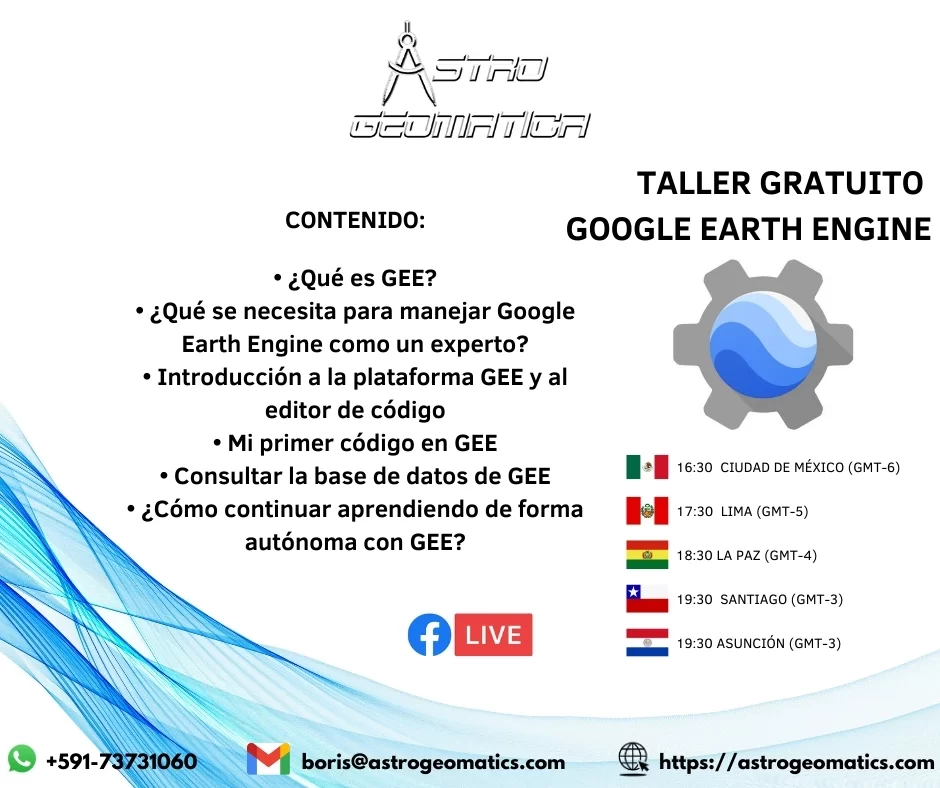 ASTRO
GEOMATICA
TALLER GRATUITO
GOOGLE EARTH ENGINE
CONTENIDO:
• ¿Qué es GEE?
• ¿Qué se necesita para manejar Google
Earth Engine como un experto?
• Introducción a la plataforma GEE y al
editor de código
• Mi primer código en GEE
• Consultar la base de datos de GEE
• ¿Cómo continuar aprendiendo de forma
autónoma con GEE?
16:30 CIUDAD DE MÉXICO (GMT-6)
17:30 LIMA (GMT-5)
18:30 LA PAZ (GMT-4)
19:30 SANTIAGO (GMT-3)
19:30 ASUNCIÓN (GMT-3)
LIVE
+591-73731060
boris@astrogeomatics.com
https://astrogeomatics.com